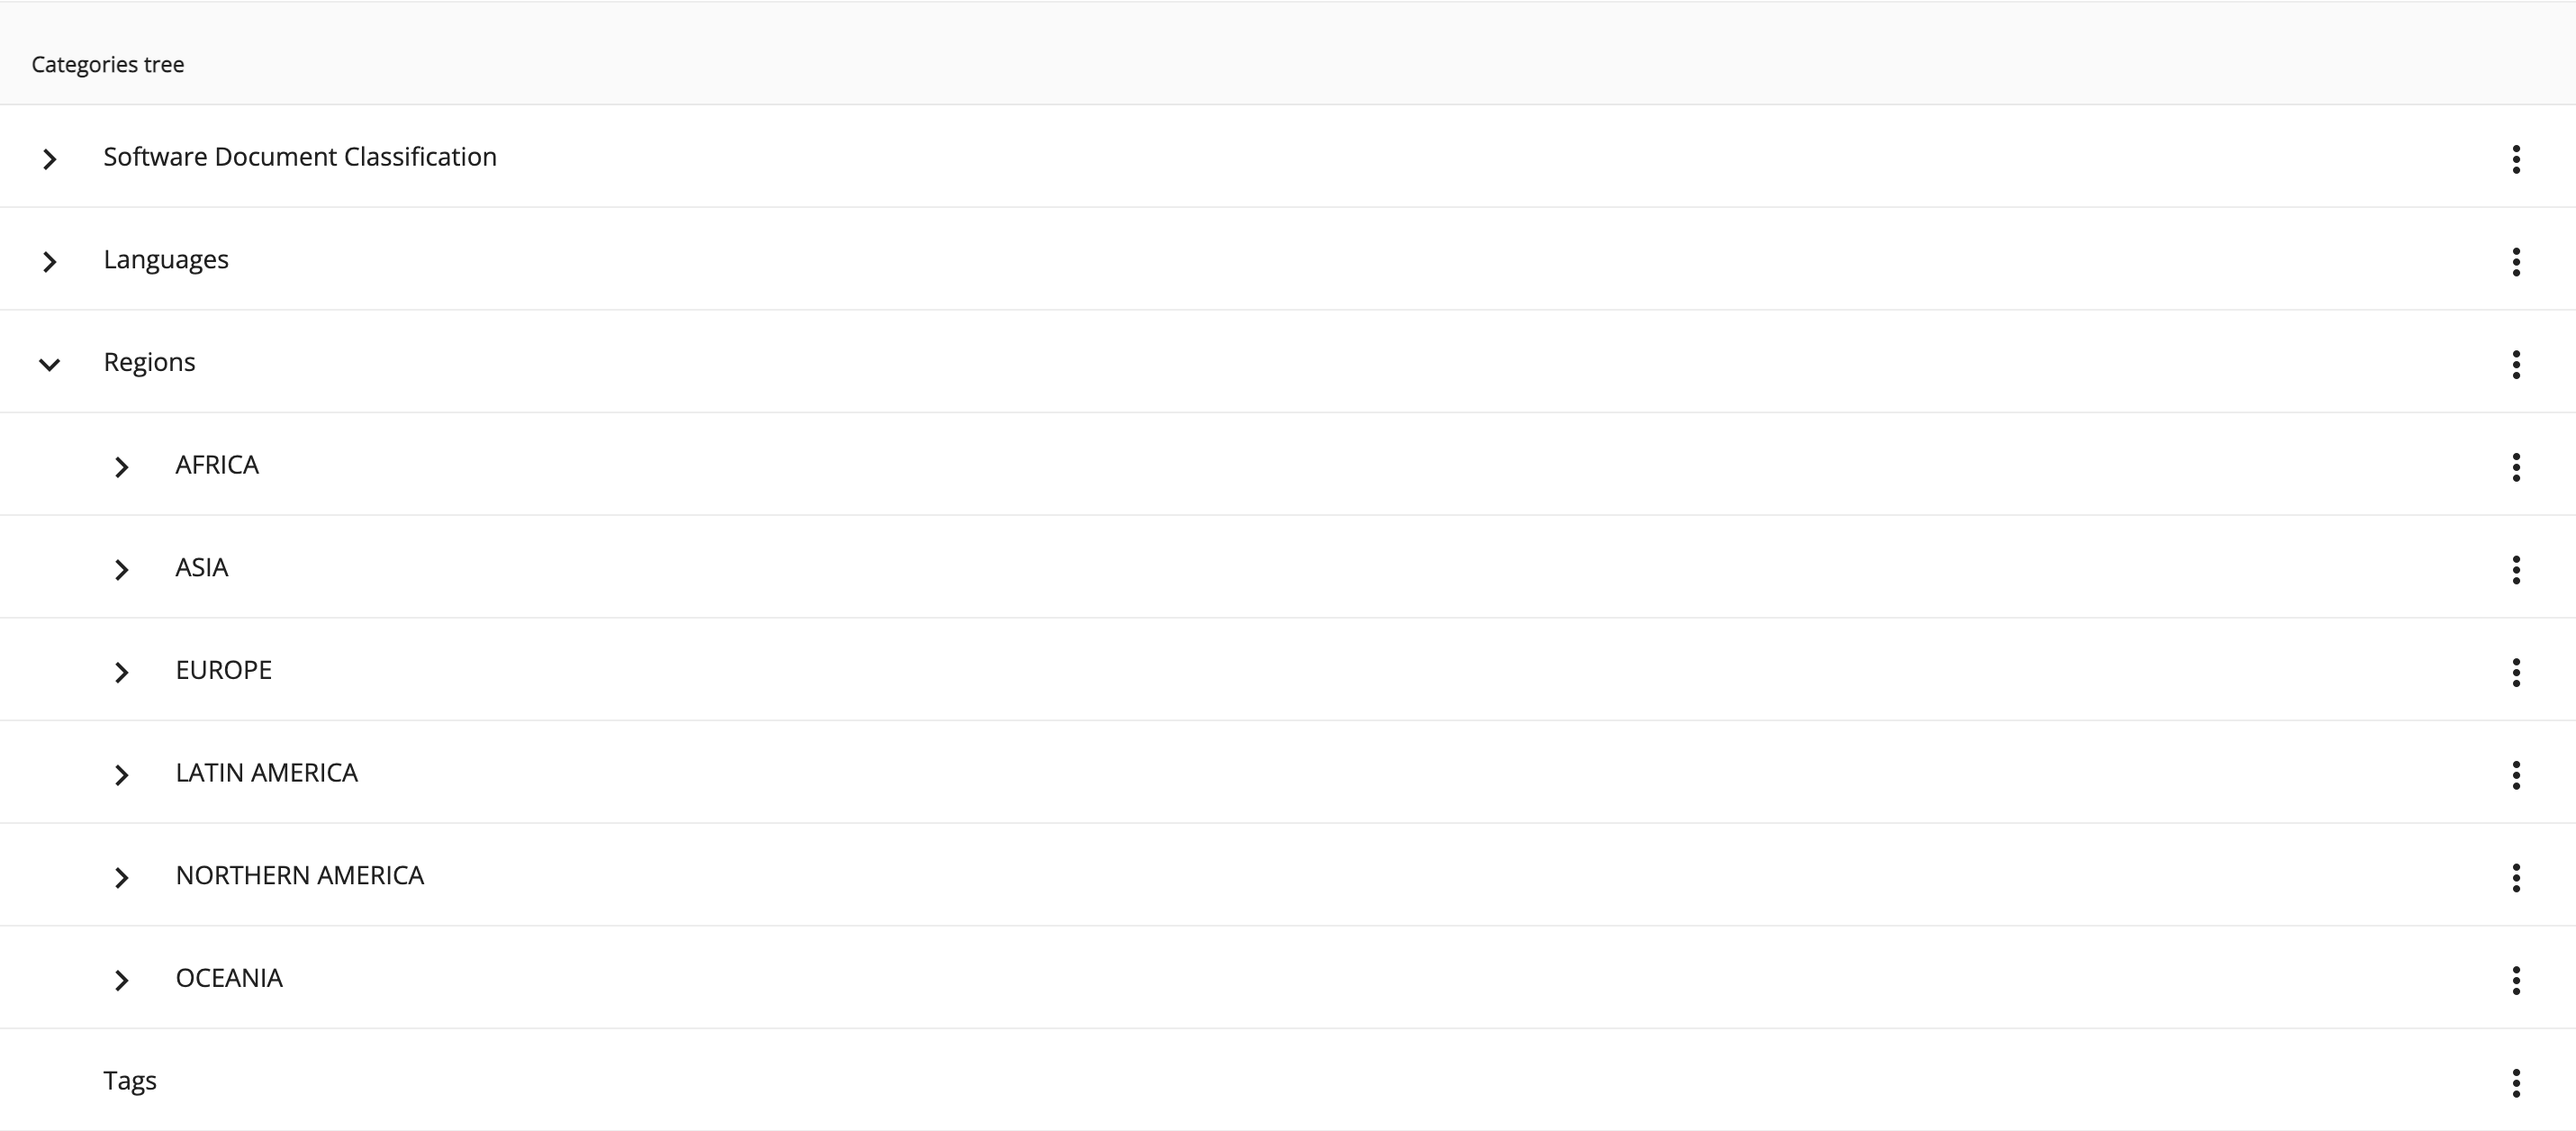 Categories tree
Software Document Classification
Languages
Regions
AFRICA
ASIA
EUROPE
LATIN AMERICA
NORTHERN AMERICA
OCEANIA
Tags